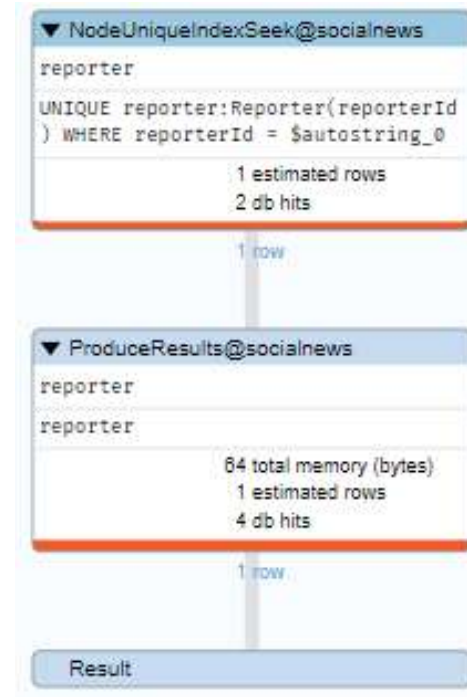 ▼ NodeUniqueIndexSeek@socialnews
reporter
UNIQUE reporter:Reporter(reporterId
) WHERE reporterId = $autostring_0
1 estimated rows
2 db hits
1 row
▼ ProduceResults@socialnews
reporter
reporter
64 total memory (bytes)
1 estimated rows
4 db hits
1 row
Result